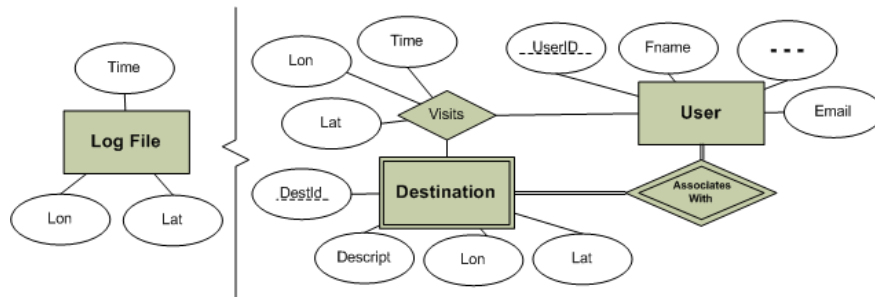 Time
Log File
Lon
Lat
Time
Lon
Lat
Visits
UserID
Fname
- - -
User
Email
DestId
Destination
Associates
With
Descript
Lon
Lat